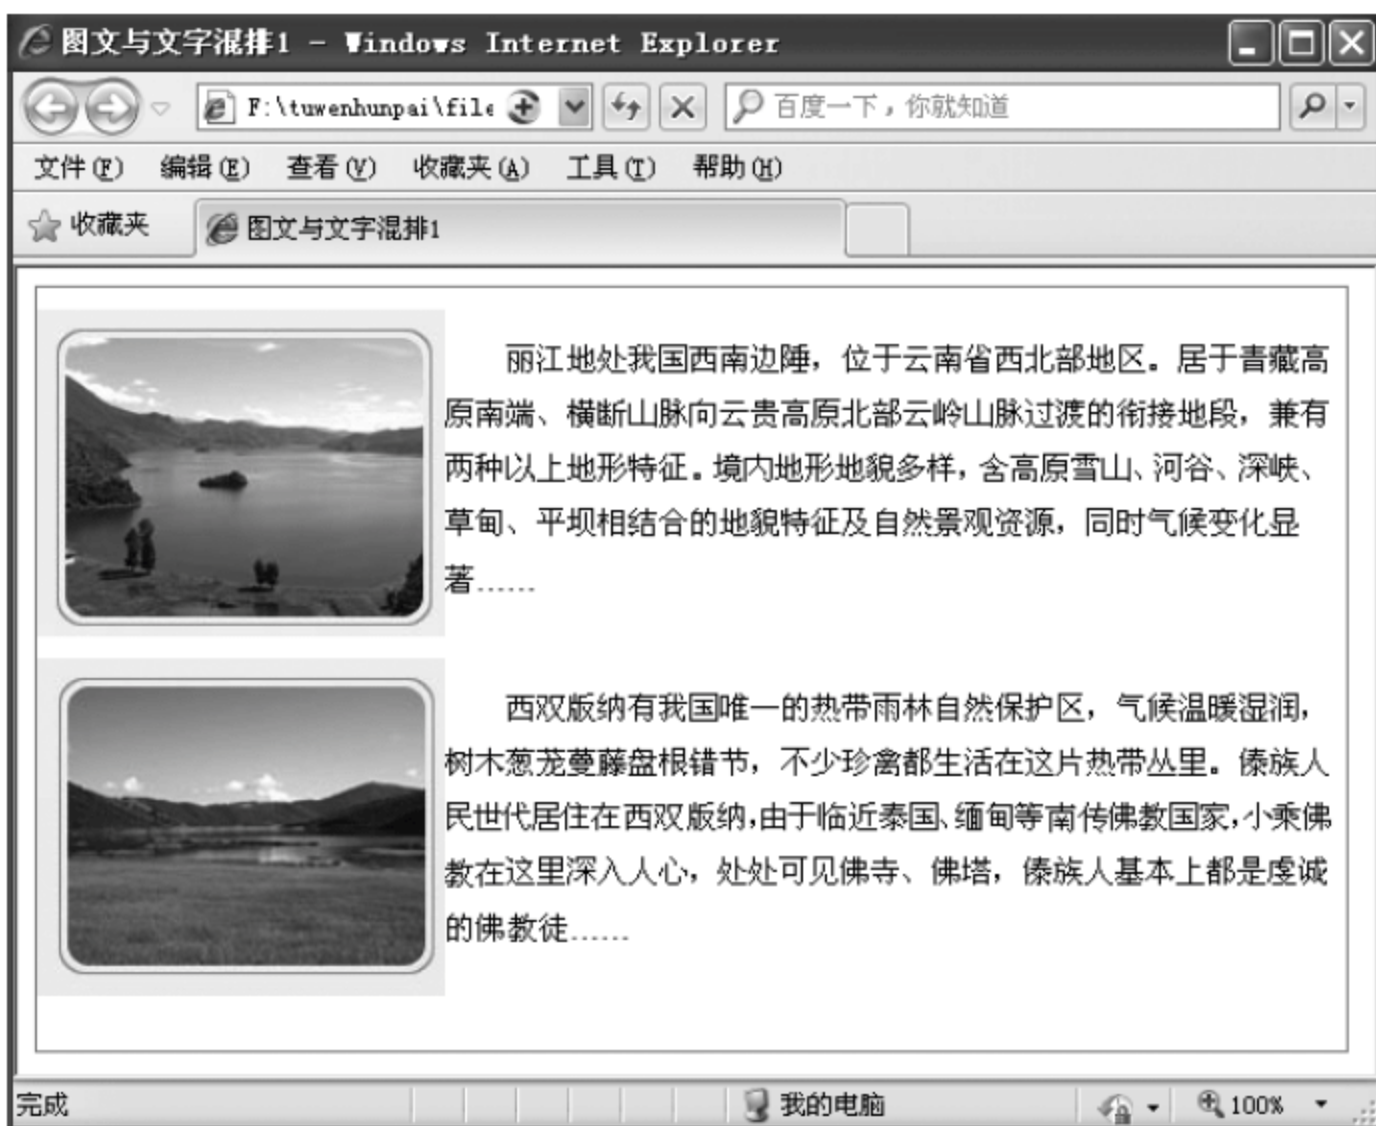 图文与文字混排1 - Windows Internet Explorer
F:\tuwenhunpai\file
百度一下，你就知道
文件(F) 编辑(E) 查看(V) 收藏夹(A) 工具(T) 帮助(H)
收藏夹 图文与文字混排1
丽江地处我国西南边陲，位于云南省西北部地区。居于青藏高
原南端、横断山脉向云贵高原北部云岭山脉过渡的衔接地段，兼有
两种以上地形特征。境内地形地貌多样，含高原雪山、河谷、深峡、
草甸、平坝相结合的地貌特征及自然景观资源，同时气候变化显
著……
西双版纳有我国唯一的热带雨林自然保护区，气候温暖湿润，
树木葱茏蔓藤盘根错节，不少珍禽都生活在这片热带丛里。傣族人
民世代居住在西双版纳，由于临近泰国、缅甸等南传佛教国家，小乘佛
教在这里深入人心，处处可见佛寺、佛塔，傣族人基本上都是虔诚
的佛教徒……
完成 我的电脑 100%